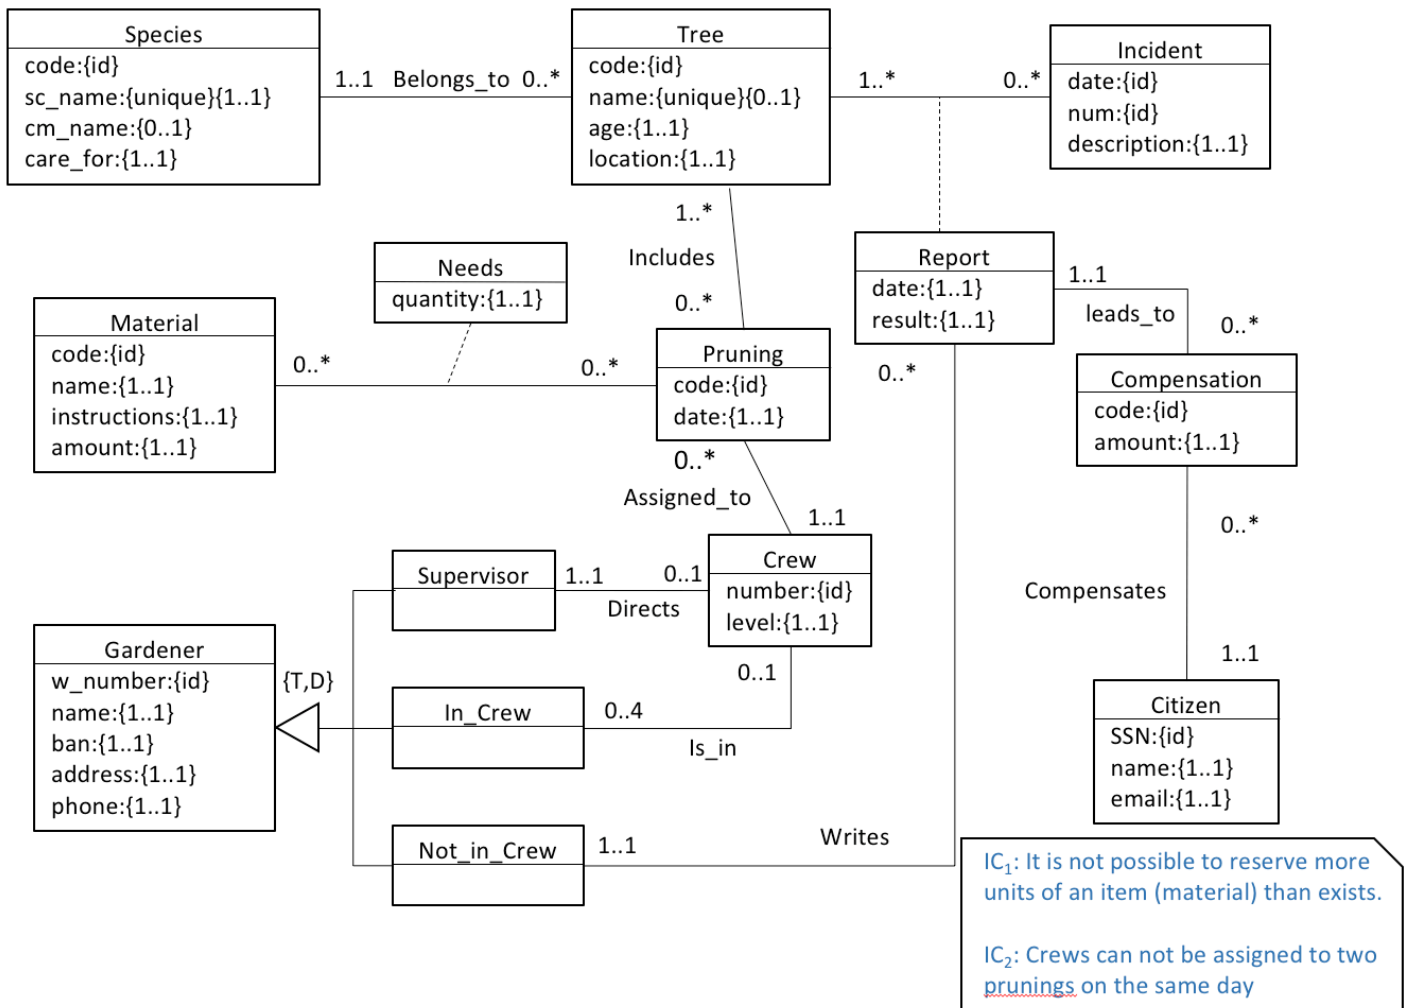 Species
code:{id}
sc_name:{unique}{1..1}
cm_name:{0..1}
care_for:{1..1}
1..1 Belongs_to 0..*
Tree
code:{id}
name:{unique}{0..1}
age:{1..1}
location:{1..1}
1..*
0..*
Incident
date:{id}
num:{id}
description:{1..1}
1..*
Includes
0..*
Needs
quantity:{1..1}
Report
date:{1..1}
result:{1..1}
1..1
leads_to
0..*
Material
code:{id}
name:{1..1}
instructions:{1..1}
amount:{1..1}
0..*
0..*
Pruning
code:{id}
date:{1..1}
0..*
Compensation
code:{id}
amount:{1..1}
0..*
Assigned_to
1..1
Crew
number:{id}
level:{1..1}
Supervisor
1..1
0..1
Directs
0..*
Compensates
1..1
Gardener
w_number:{id}
name:{1..1}
ban:{1..1}
address:{1..1}
phone:{1..1}
{T,D}
In_Crew
0..4
0..1
Is_in
Citizen
SSN:{id}
name:{1..1}
email:{1..1}
Not_in_Crew
1..1
Writes
IC1: It is not possible to reserve more
units of an item (material) than exists.
IC2: Crews can not be assigned to two
prunings on the same day